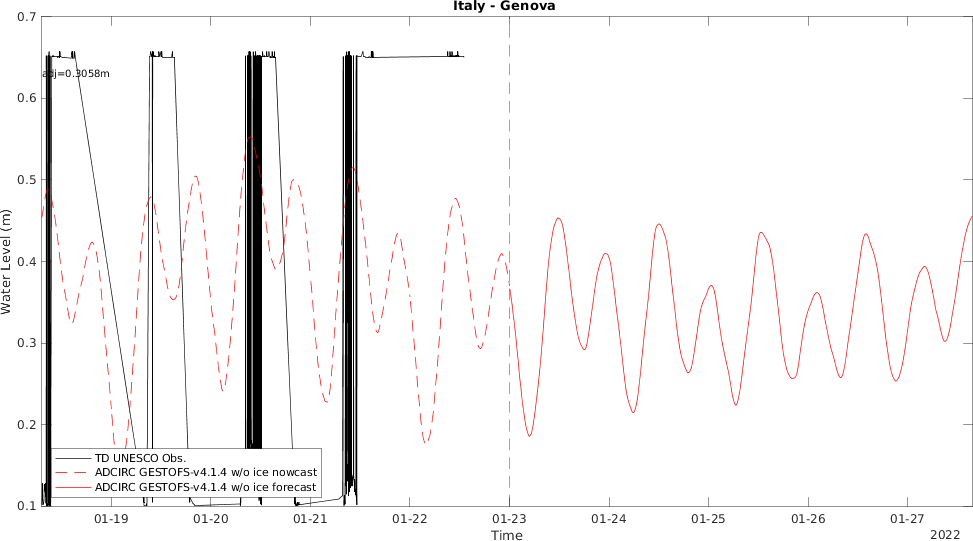 Italy - Genova
0.7
0.6
0.5
0.4
0.3
0.2
0.1
Water Level (m)
adj=0.3058m
TD UNESCO Obs.
ADCIRC GESTOFS-v4.1.4 w/o ice nowcast
ADCIRC GESTOFS-v4.1.4 w/o ice forecast
01-19 01-20 01-21 01-22 01-23 01-24 01-25 01-26 01-27
Time
2022